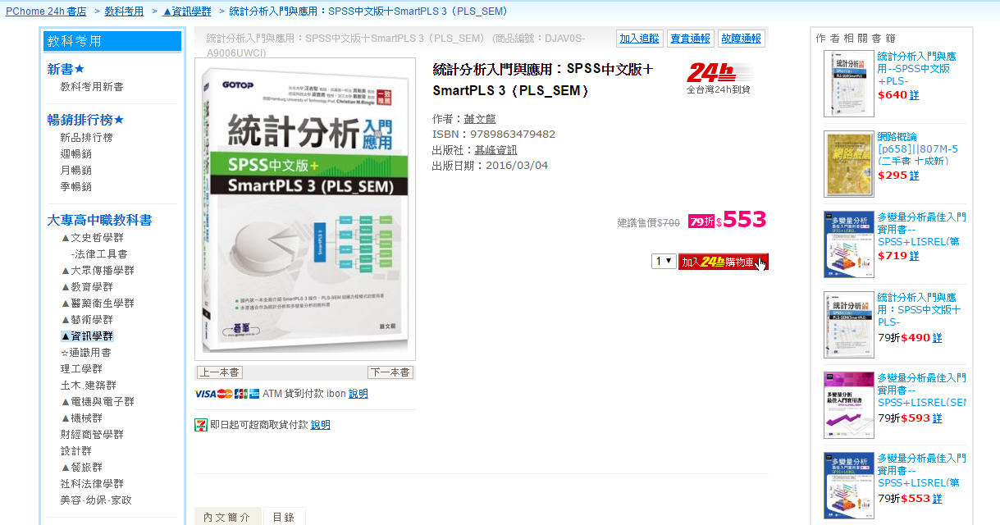 PChome 24h 書店 > 教科考用 > ▲資訊學群 > 統計分析入門與應用：SPSS中文版＋SmartPLS 3（PLS_SEM）
教科考用
新書★
教科考用新書
暢銷排行榜★
新品排行榜
週暢銷
月暢銷
季暢銷
大專高中職教科書
▲文史哲學群
-法律工具書
▲大眾傳播學群
▲教育學群
▲醫藥衛生學群
▲藝術學群
▲資訊學群
☆通識用書
理工學群
土木.建築群
▲電機與電子群
▲機械群
財經商管學群
設計群
▲餐旅群
社科法律學群
美容‧幼保‧家政
統計分析入門與應用：SPSS中文版＋SmartPLS 3（PLS_SEM） (商品編號：DJAV0S-
A9006UWCI)
加入追蹤 賣貴通報 故障通報
GOTOP
Christian M.Ringle
一致推薦
統計分析 入門與應用
SPSS中文版+
SmartPLS 3 (PLS_SEM)
SmartPLS 3
碁峯
www.gotop.com.tw
蕭文龍
上一本書 下一本書
VISA JCB ATM 貨到付款 ibon 說明
即日起可超商取貨付款 說明
統計分析入門與應用：SPSS中文版＋
SmartPLS 3（PLS_SEM）
24h
全台灣24h到貨
作者：蕭文龍
ISBN：9789863479482
出版社：碁峰資訊
出版日期：2016/03/04
建議售價$700 79折$553
1 加入24h購物車
內文簡介 目錄
作者相關書籍
統計分析入門與應
用--SPSS中文版
+PLS-
$640 詳
網路概論
[p658]||807M-5
(二手書 十成新)
$295 詳
多變量分析最佳入門
實用書--
SPSS+LISREL(第
$719 詳
統計分析入門與應
用：SPSS中文版＋
PLS-
79折$490 詳
多變量分析最佳入門
實用書--
SPSS+LISREL(SEM
79折$593 詳
多變量分析最佳入門
實用書--
SPSS+LISREL(第
79折$553 詳